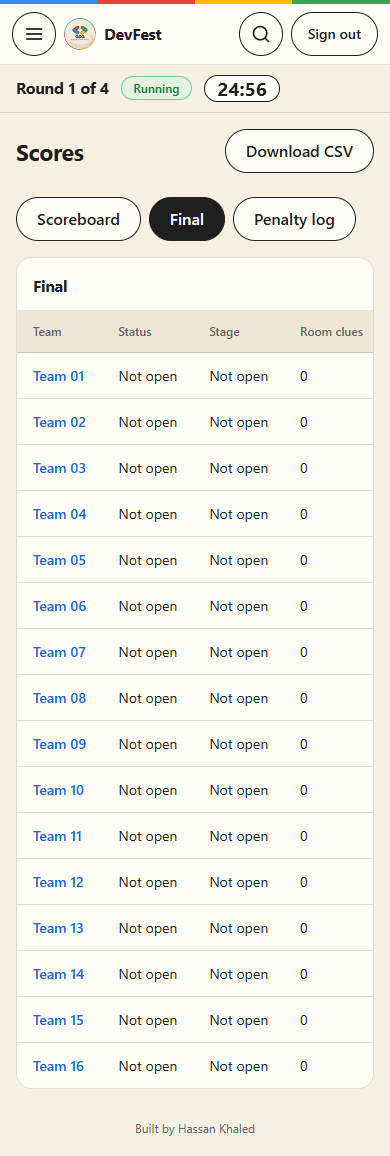 DevFest
Sign out
Round 1 of 4 Running 24:56
Scores Download CSV
Scoreboard Final Penalty log
Final
Team Status Stage Room clues
Team 01 Not open Not open 0
Team 02 Not open Not open 0
Team 03 Not open Not open 0
Team 04 Not open Not open 0
Team 05 Not open Not open 0
Team 06 Not open Not open 0
Team 07 Not open Not open 0
Team 08 Not open Not open 0
Team 09 Not open Not open 0
Team 10 Not open Not open 0
Team 11 Not open Not open 0
Team 12 Not open Not open 0
Team 13 Not open Not open 0
Team 14 Not open Not open 0
Team 15 Not open Not open 0
Team 16 Not open Not open 0
Built by Hassan Khaled